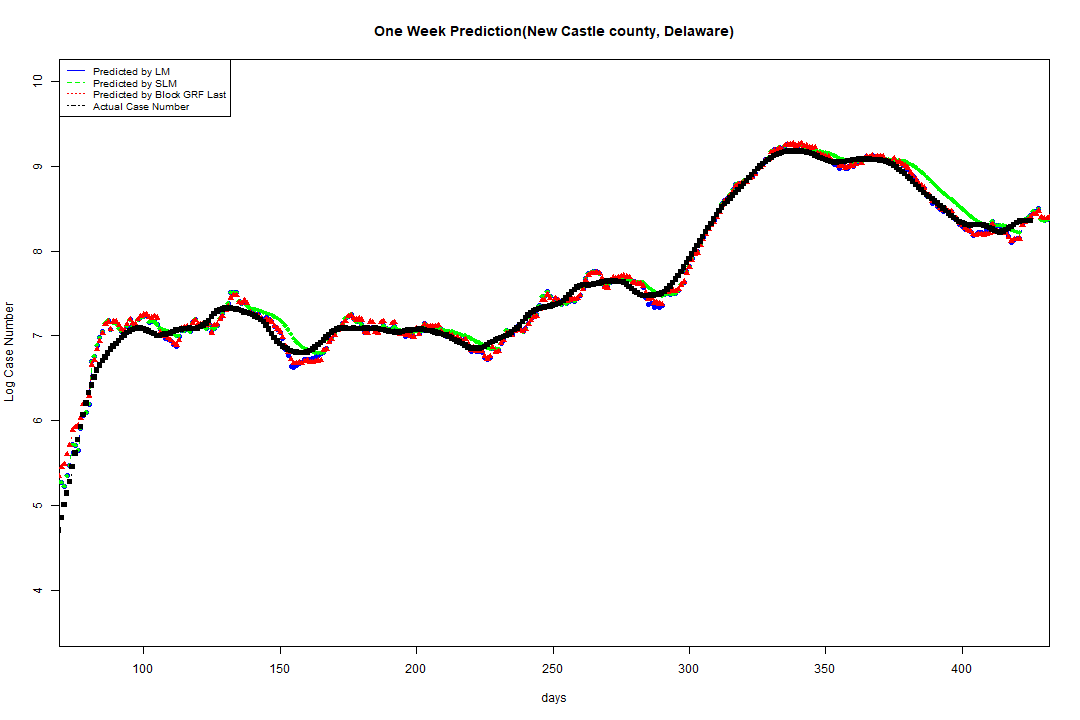 One Week Prediction(New Castle county, Delaware)
Predicted by LM
Predicted by SLM
Predicted by Block GRF Last
Actual Case Number
10
9
8
7
6
5
4
Log Case Number
100 150 200 250 300 350 400
days